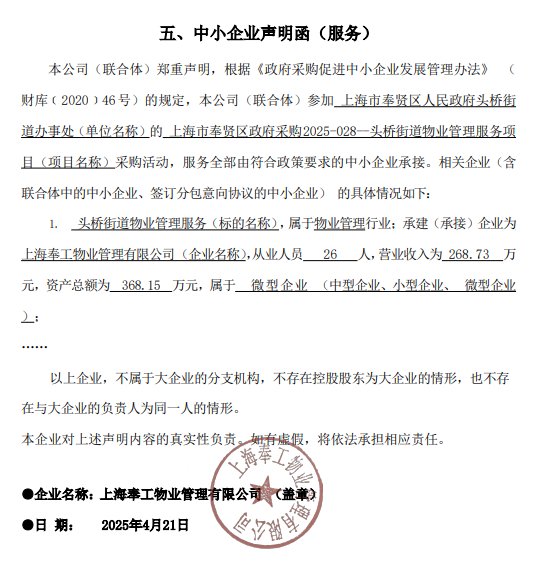 五、中小企业声明函（服务）
本公司（联合体）郑重声明，根据《政府采购促进中小企业发展管理办法》（
财库﹝2020﹞46号）的规定，本公司（联合体）参加 上海市奉贤区人民政府头桥街
道办事处（单位名称）的 上海市奉贤区政府采购2025-028—头桥街道物业管理服务项
目（项目名称）采购活动，服务全部由符合政策要求的中小企业承接。相关企业（含
联合体中的中小企业、签订分包意向协议的中小企业） 的具体情况如下：
1. 头桥街道物业管理服务（标的名称），属于物业管理行业；承建（承接）企业为
上海奉工物业管理有限公司（企业名称），从业人员 26 人，营业收入为 268.73 万
元，资产总额为 368.15 万元，属于 微型企业 （中型企业、小型企业、 微型企业
）；
……
以上企业，不属于大企业的分支机构，不存在控股股东为大企业的情形，也不存
在与大企业的负责人为同一人的情形。
本企业对上述声明内容的真实性负责。如有虚假，将依法承担相应责任。
●企业名称：上海奉工物业管理有限公司 （盖章）
●日 期： 2025年4月21日
上海奉工物业管理有限公司